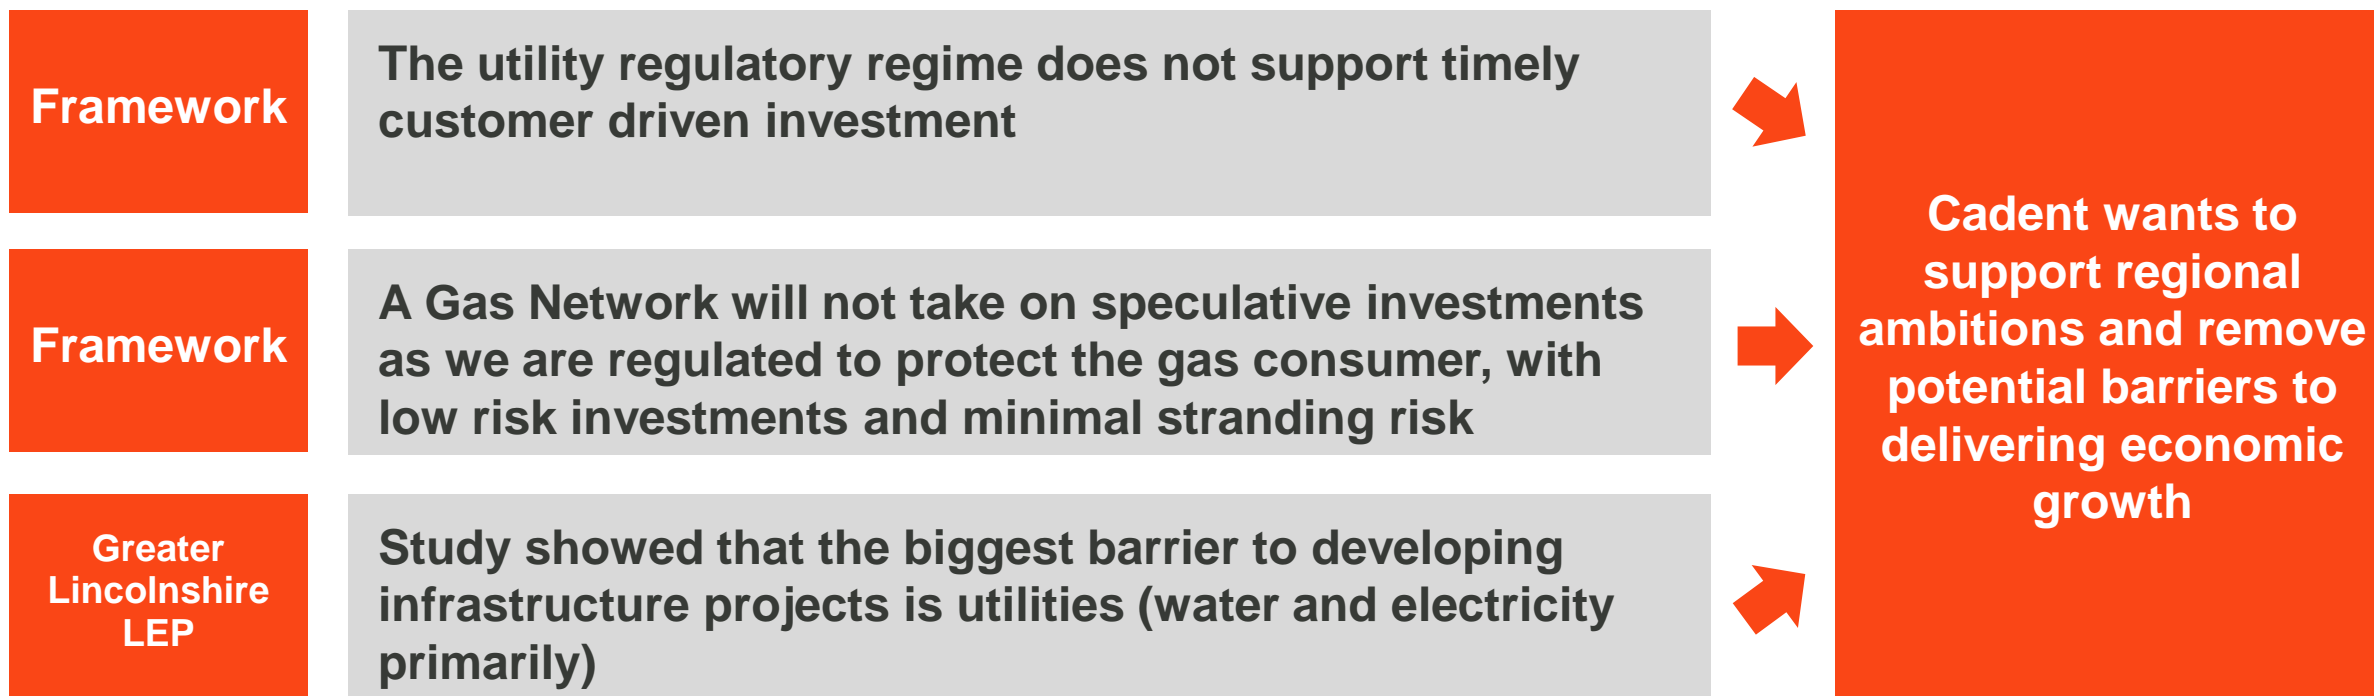 Framework
The utility regulatory regime does not support timely
customer driven investment
Framework
A Gas Network will not take on speculative investments
as we are regulated to protect the gas consumer, with
low risk investments and minimal stranding risk
Greater
Lincolnshire
LEP
Study showed that the biggest barrier to developing
infrastructure projects is utilities (water and electricity
primarily)
Cadent wants to
support regional
ambitions and remove
potential barriers to
delivering economic
growth